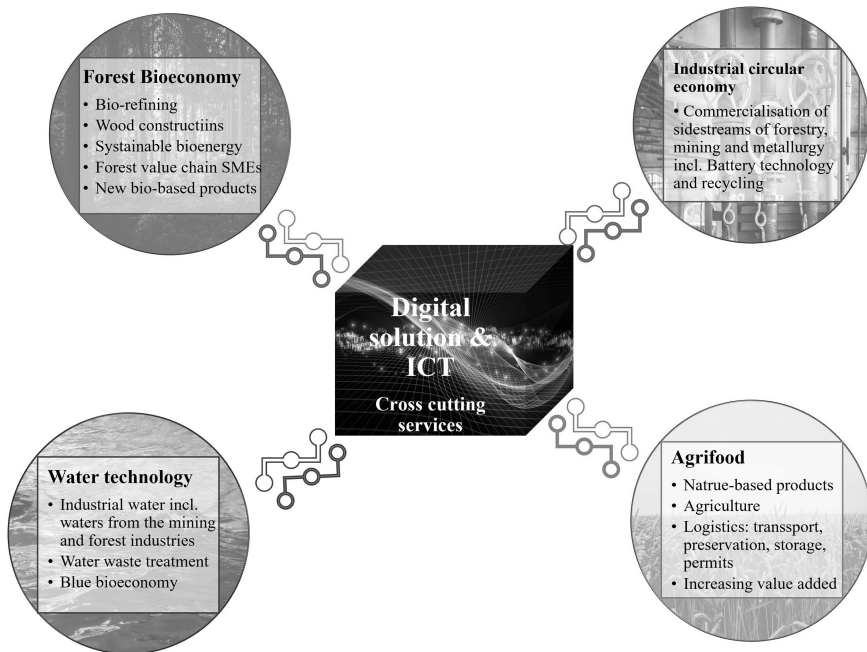 Forest Bioeconomy
• Bio-refining
• Wood constructiins
• Systainable bioenergy
• Forest value chain SMEs
• New bio-based products
Industrial circular
economy
• Commercialisation of
sidestreams of forestry,
mining and metallurgy
incl. Battery technology
and recycling
Digital
solution &
ICT
Cross cutting
services
Water technology
• Industrial water incl.
waters from the mining
and forest industries
• Water waste treatment
• Blue bioeconomy
Agrifood
• Natrue-based products
• Agriculture
• Logistics: transsport,
preservation, storage,
permits
• Increasing value added